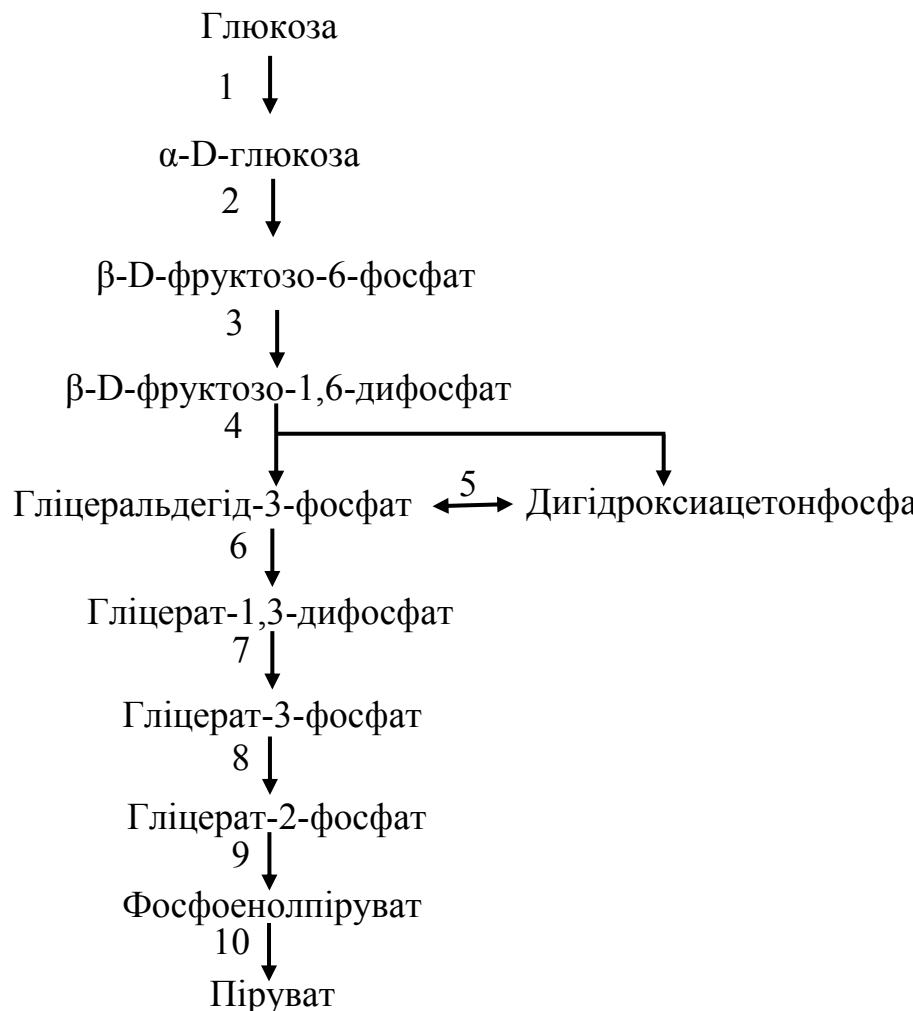 Глюкоза
1
α-D-глюкоза
2
β-D-фруктозо-6-фосфат
3
β-D-фруктозо-1,6-дифосфат
4
Гліцеральдегід-3-фосфат 5 Дигідроксиацетонфосфа
6
Гліцерат-1,3-дифосфат
7
Гліцерат-3-фосфат
8
Гліцерат-2-фосфат
9
Фосфоенолпіруват
10
Піруват